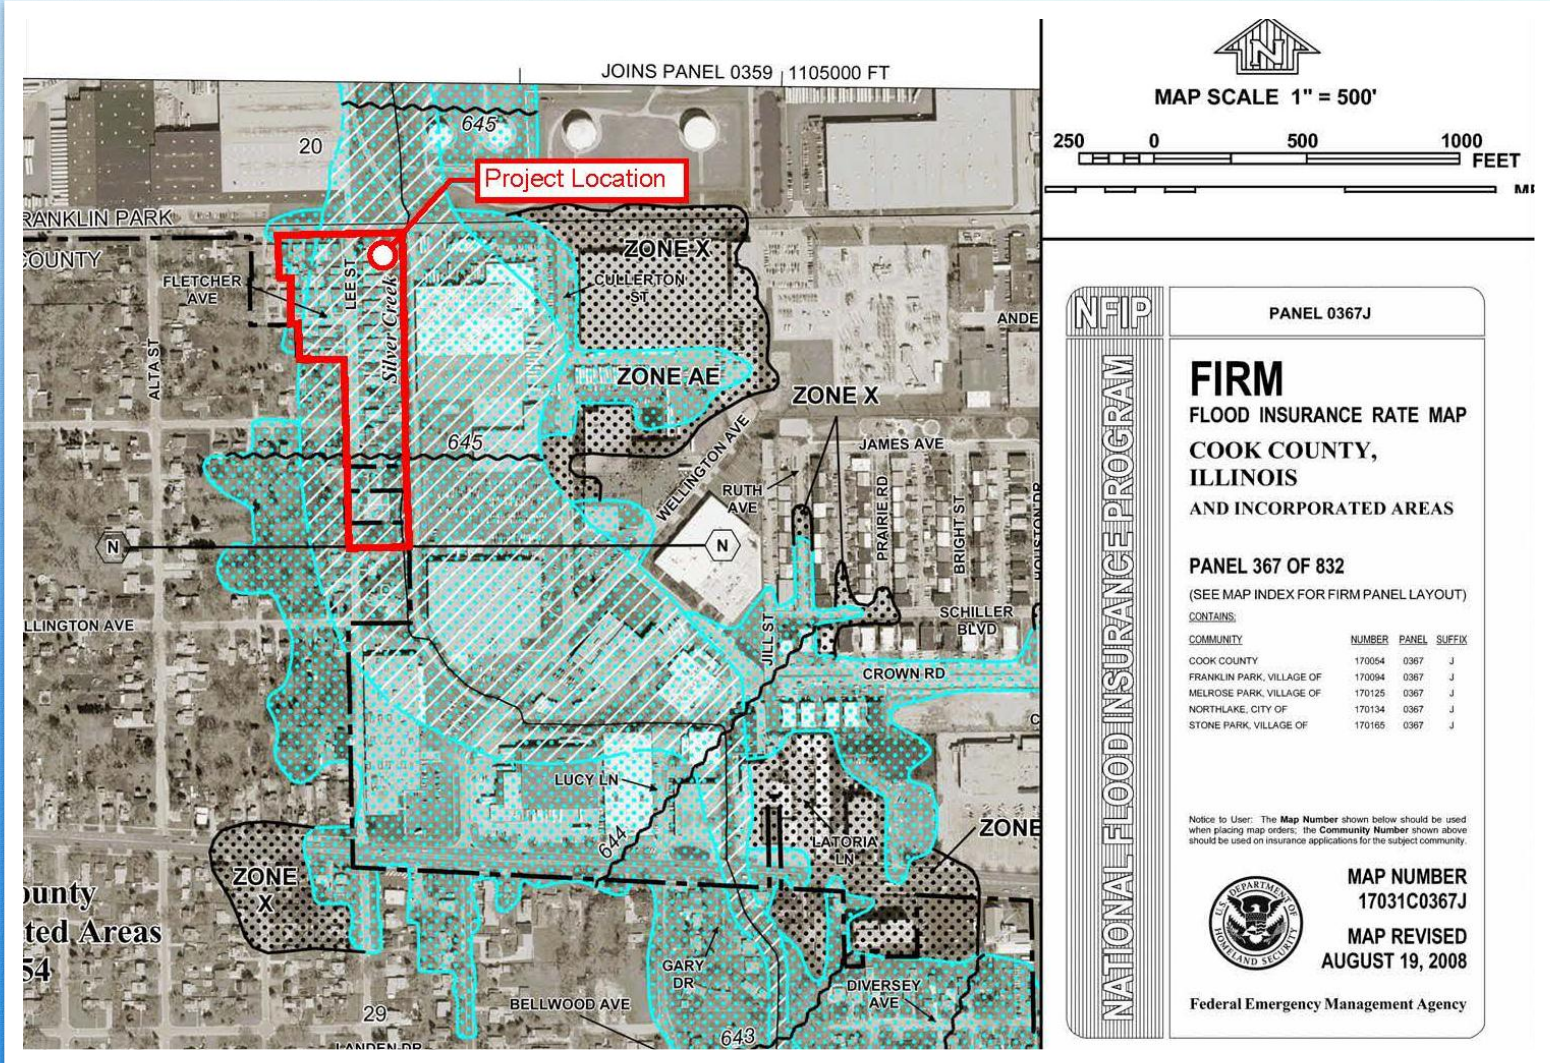 JOINS PANEL 0359
1105000 FT
645
20
Project Location
RANKLIN PARK
COUNTY
ZONE X
CULLERTON
ST
FLETCHER
AVE
LEE ST
Silver Creek
ALTA ST
ANDE
ZONE AE
ZONE X
645
WELLINGTON AVE
JAMES AVE
RUTH
AVE
PRAIRIE RD
BRIGHT ST
HOUSTON DR
N
N
LLINGTON AVE
JILL ST
SCHILLER
BLVD
CROWN RD
C
LUCY LN
644
LATORIA
LN
ZONE
ZONE
X
ounty
ted Areas
54
GARY
DR
DIVERSEY
AVE
BELLWOOD AVE
29
643
LANDEN DR
N
MAP SCALE 1" = 500'
250 0 500 1000
FEET
NFIP
NATIONAL FLOOD INSURANCE PROGRAM
PANEL 0367J
FIRM
FLOOD INSURANCE RATE MAP
COOK COUNTY,
ILLINOIS
AND INCORPORATED AREAS
PANEL 367 OF 832
(SEE MAP INDEX FOR FIRM PANEL LAYOUT)
CONTAINS:
COMMUNITY NUMBER PANEL SUFFIX
COOK COUNTY 170054 0367 J
FRANKLIN PARK, VILLAGE OF 170094 0367 J
MELROSE PARK, VILLAGE OF 170125 0367 J
NORTHLAKE, CITY OF 170134 0367 J
STONE PARK, VILLAGE OF 170165 0367 J
Notice to User: The Map Number shown below should be used
when placing map orders; the Community Number shown above
should be used on insurance applications for the subject community.
U.S. DEPARTMENT OF
HOMELAND SECURITY
MAP NUMBER
17031C0367J
MAP REVISED
AUGUST 19, 2008
Federal Emergency Management Agency